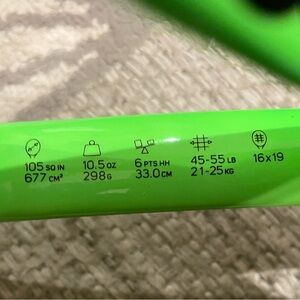 105 SQ IN 10.5 OZ 6 PTS HH 45-55 LB 16x19
677 CM² 298 G 33.0 CM 21-25 KG